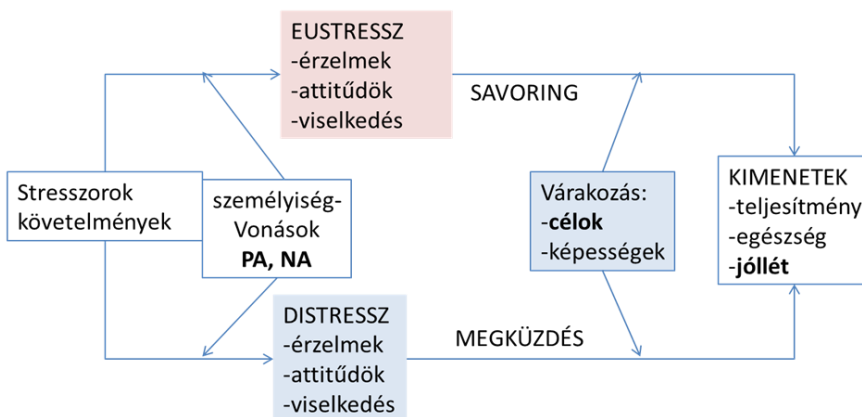 EUSTRESSZ
-érzelmek
-attitűdök
-viselkedés
SAVORING
Stresszorok
követelmények
személyiség-
Vonások
PA, NA
Várakozás:
-célok
-képességek
KIMENETEK
-teljesítmény
-egészség
-jóllét
DISTRESSZ
-érzelmek
-attitűdök
-viselkedés
MEGKÜZDÉS